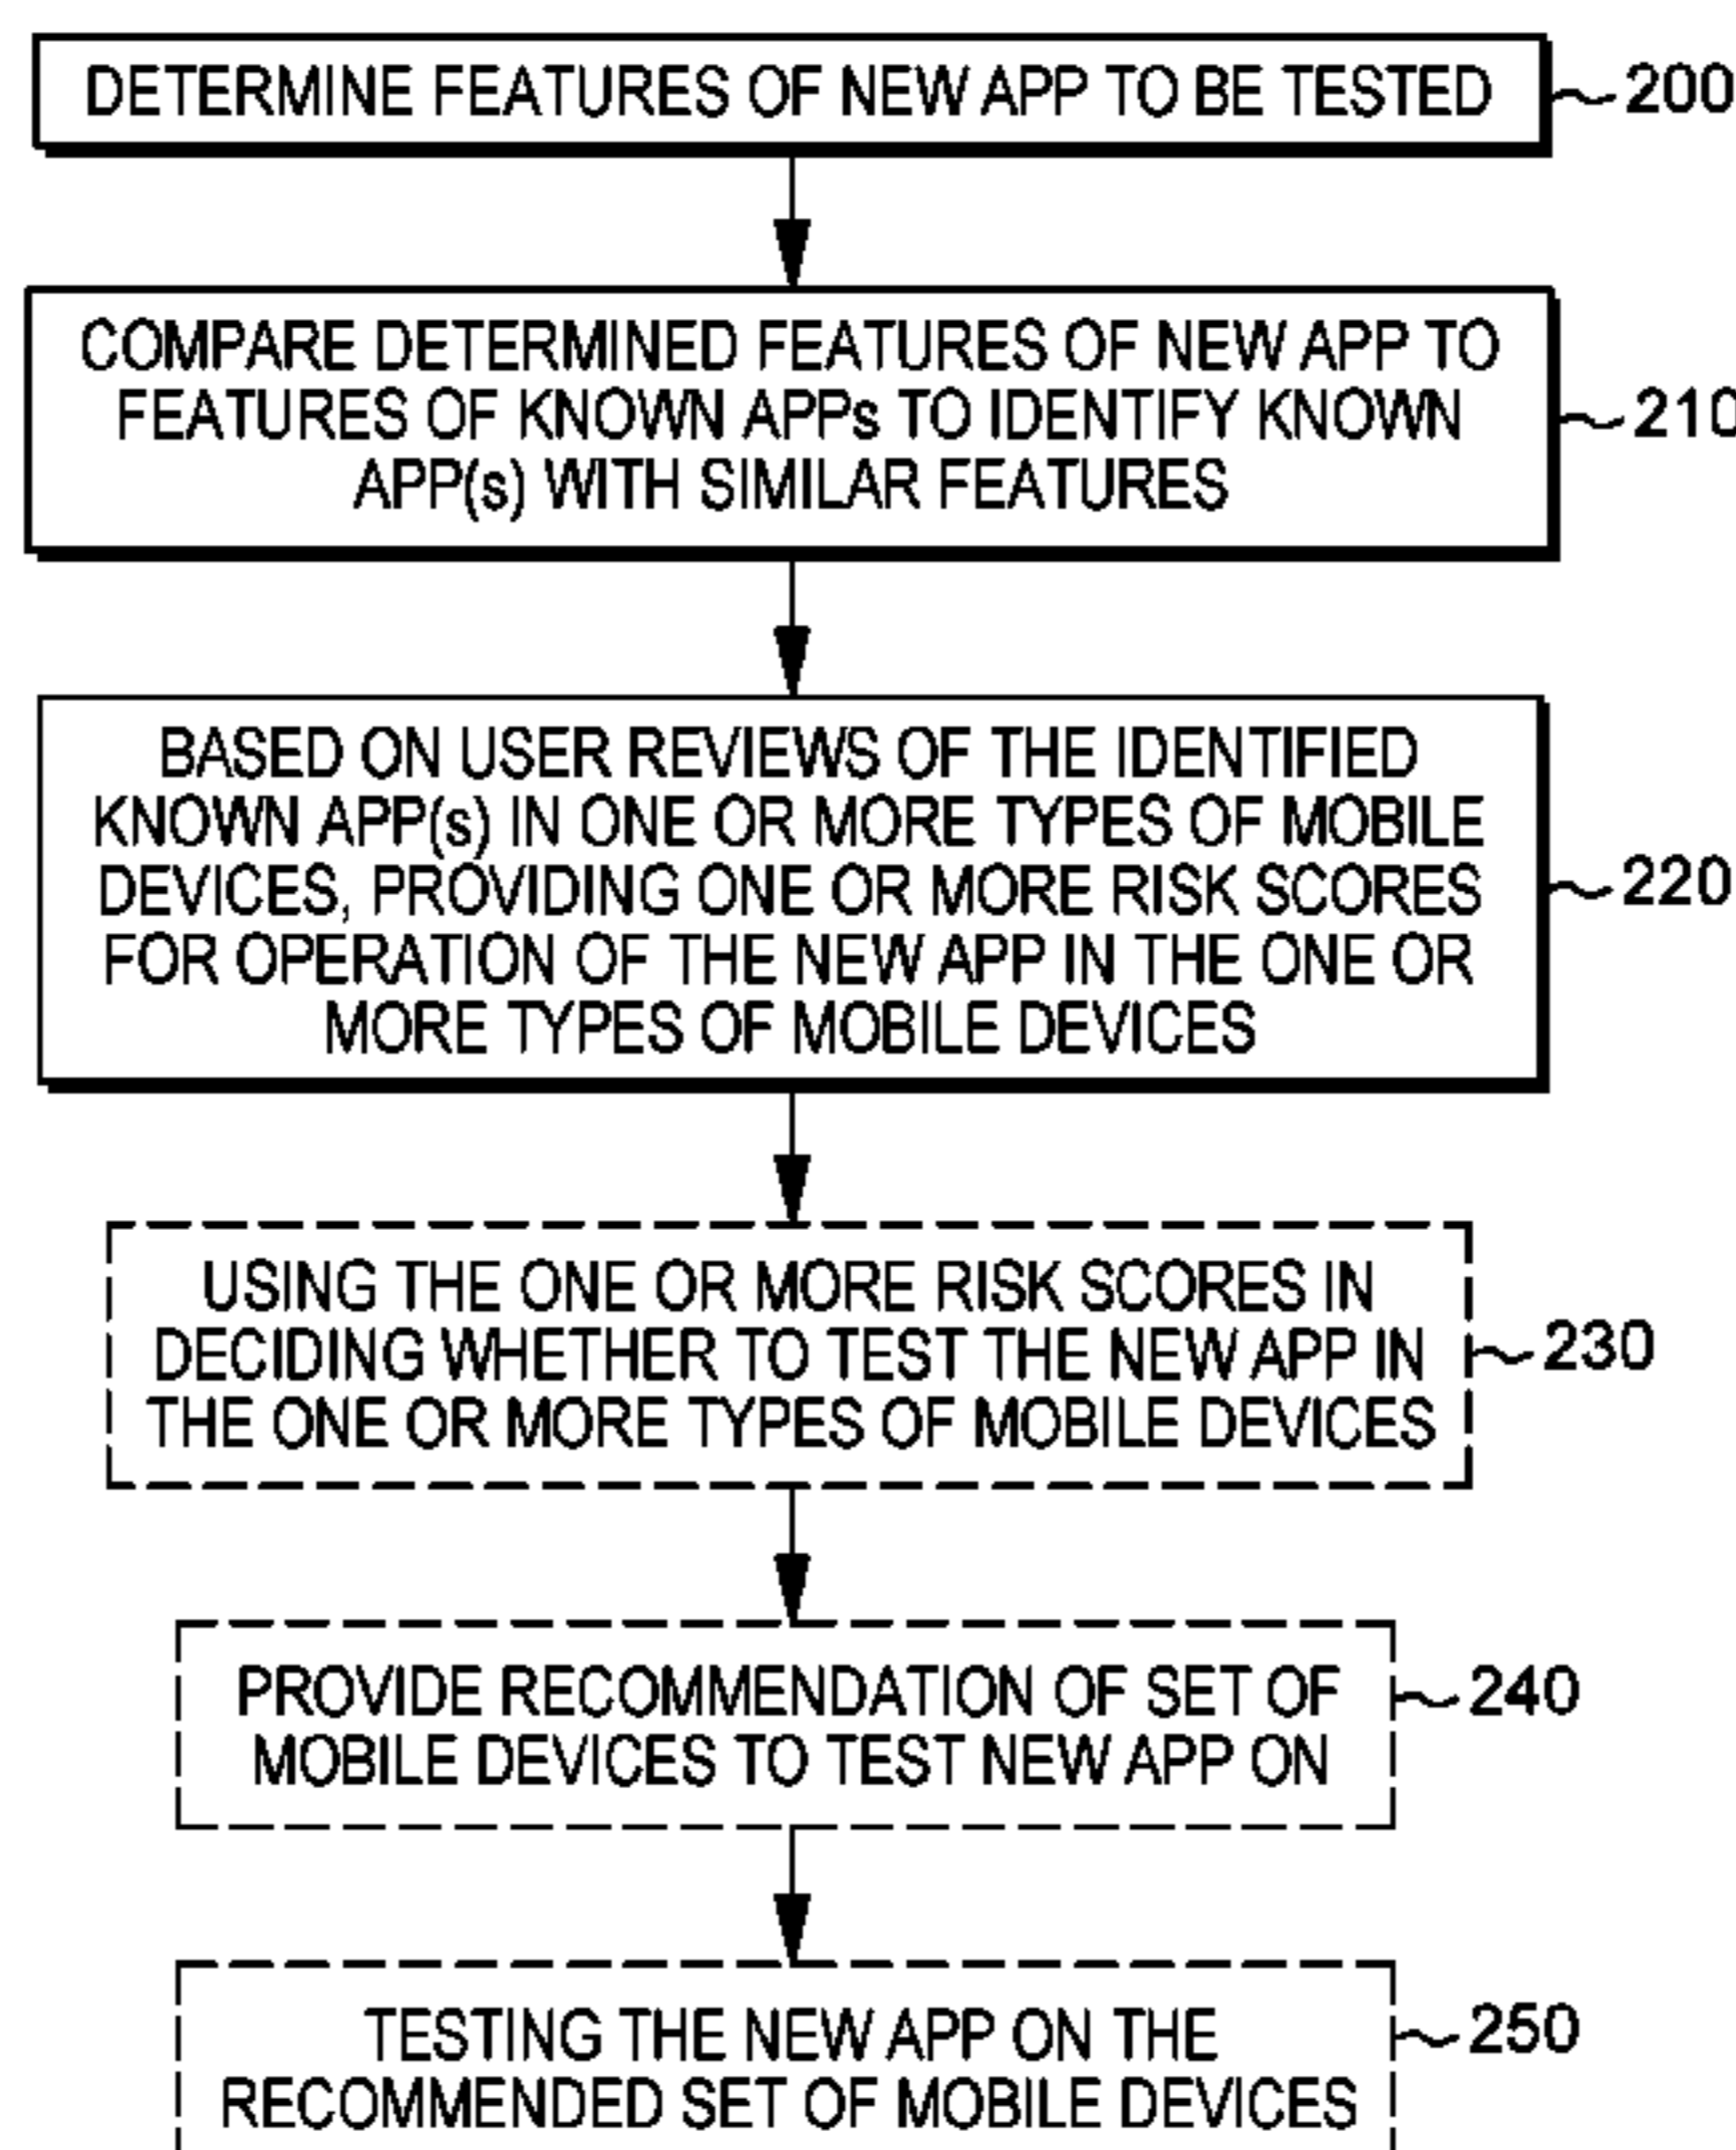 DETERMINE FEATURES OF NEW APP TO BE TESTED
200
COMPARE DETERMINED FEATURES OF NEW APP TO
FEATURES OF KNOWN APPs TO IDENTIFY KNOWN
APP(s) WITH SIMILAR FEATURES
210
BASED ON USER REVIEWS OF THE IDENTIFIED
KNOWN APP(s) IN ONE OR MORE TYPES OF MOBILE
DEVICES, PROVIDING ONE OR MORE RISK SCORES
FOR OPERATION OF THE NEW APP IN THE ONE OR
MORE TYPES OF MOBILE DEVICES
220
USING THE ONE OR MORE RISK SCORES IN
DECIDING WHETHER TO TEST THE NEW APP IN
THE ONE OR MORE TYPES OF MOBILE DEVICES
230
PROVIDE RECOMMENDATION OF SET OF
MOBILE DEVICES TO TEST NEW APP ON
240
TESTING THE NEW APP ON THE
RECOMMENDED SET OF MOBILE DEVICES
250